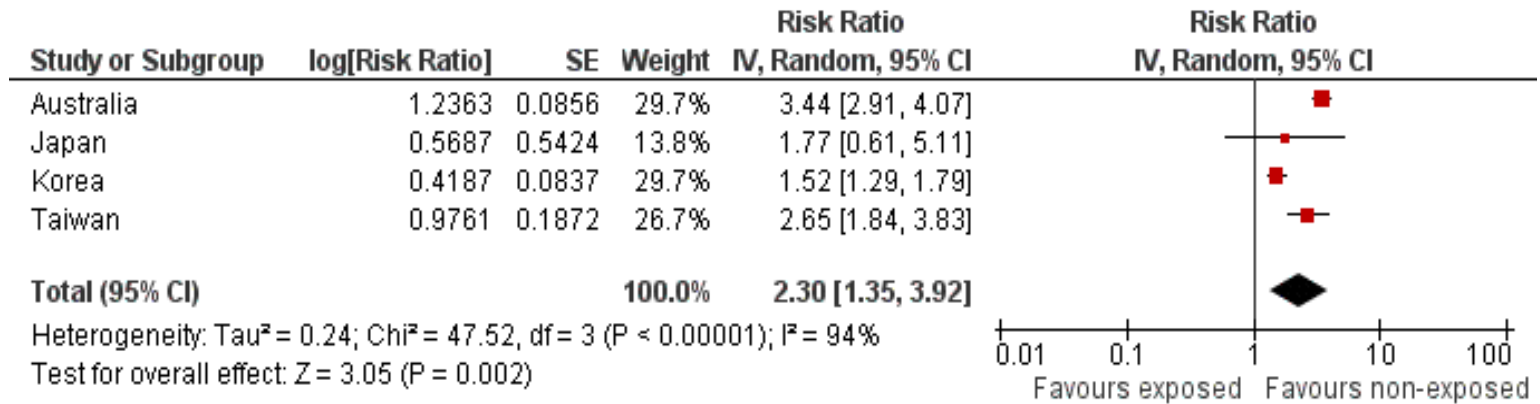 Risk Ratio Risk Ratio
Study or Subgroup log[Risk Ratio] SE Weight IV, Random, 95% CI IV, Random, 95% CI
Australia 1.2363 0.0856 29.7% 3.44 [2.91, 4.07]
Japan 0.5687 0.5424 13.8% 1.77 [0.61, 5.11]
Korea 0.4187 0.0837 29.7% 1.52 [1.29, 1.79]
Taiwan 0.9761 0.1872 26.7% 2.65 [1.84, 3.83]
Total (95% CI) 100.0% 2.30 [1.35, 3.92]
Heterogeneity: Tau² = 0.24; Chi² = 47.52, df = 3 (P < 0.00001); I² = 94%
Test for overall effect: Z = 3.05 (P = 0.002)
0.01 0.1 1 10 100
Favours exposed Favours non-exposed